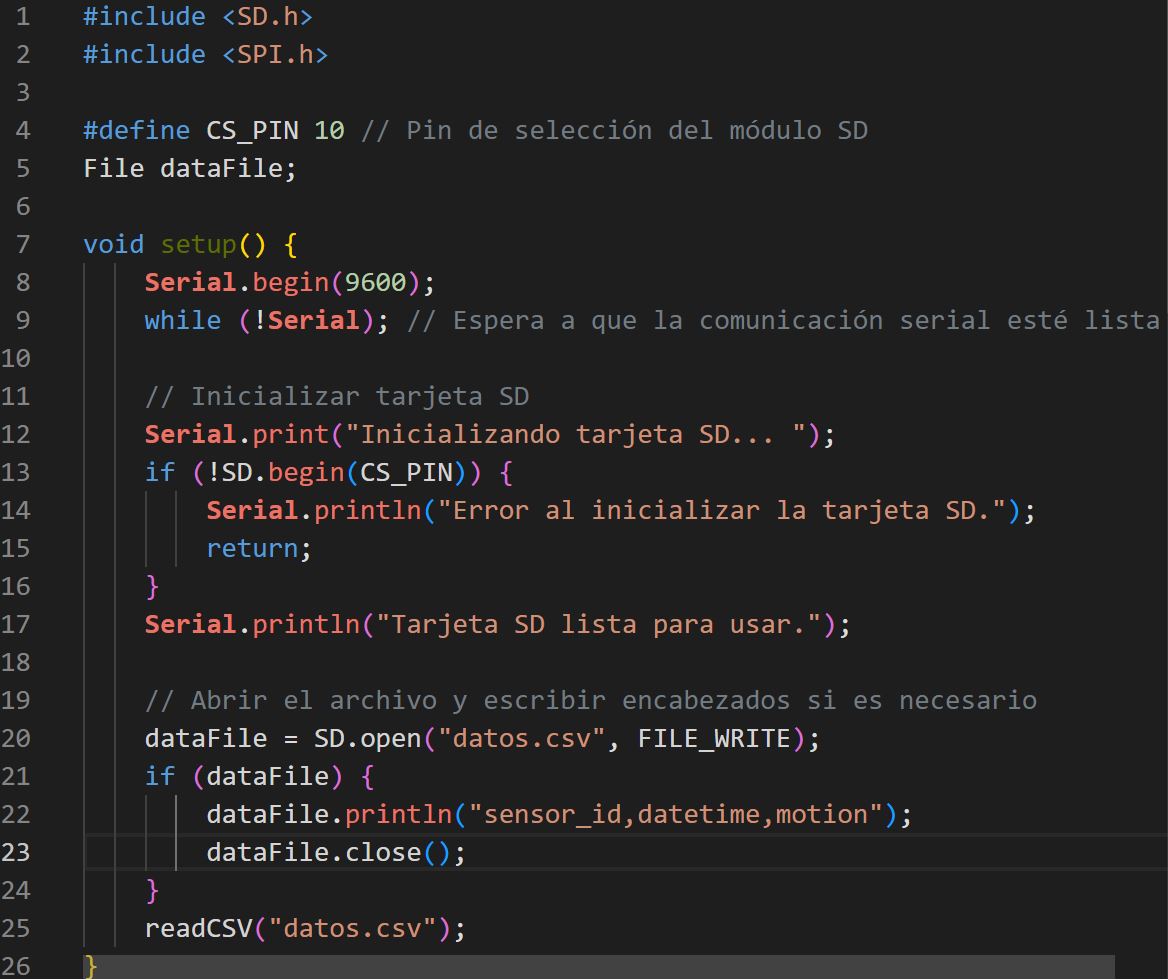 1 #include <SD.h>
2 #include <SPI.h>
3
4 #define CS_PIN 10 // Pin de selección del módulo SD
5 File dataFile;
6
7 void setup() {
8     Serial.begin(9600);
9     while (!Serial); // Espera a que la comunicación serial esté lista
10
11     // Inicializar tarjeta SD
12     Serial.print("Inicializando tarjeta SD... ");
13     if (!SD.begin(CS_PIN)) {
14         Serial.println("Error al inicializar la tarjeta SD.");
15         return;
16     }
17     Serial.println("Tarjeta SD lista para usar.");
18
19     // Abrir el archivo y escribir encabezados si es necesario
20     dataFile = SD.open("datos.csv", FILE_WRITE);
21     if (dataFile) {
22         dataFile.println("sensor_id,datetime,motion");
23         dataFile.close();
24     }
25     readCSV("datos.csv");
26 }